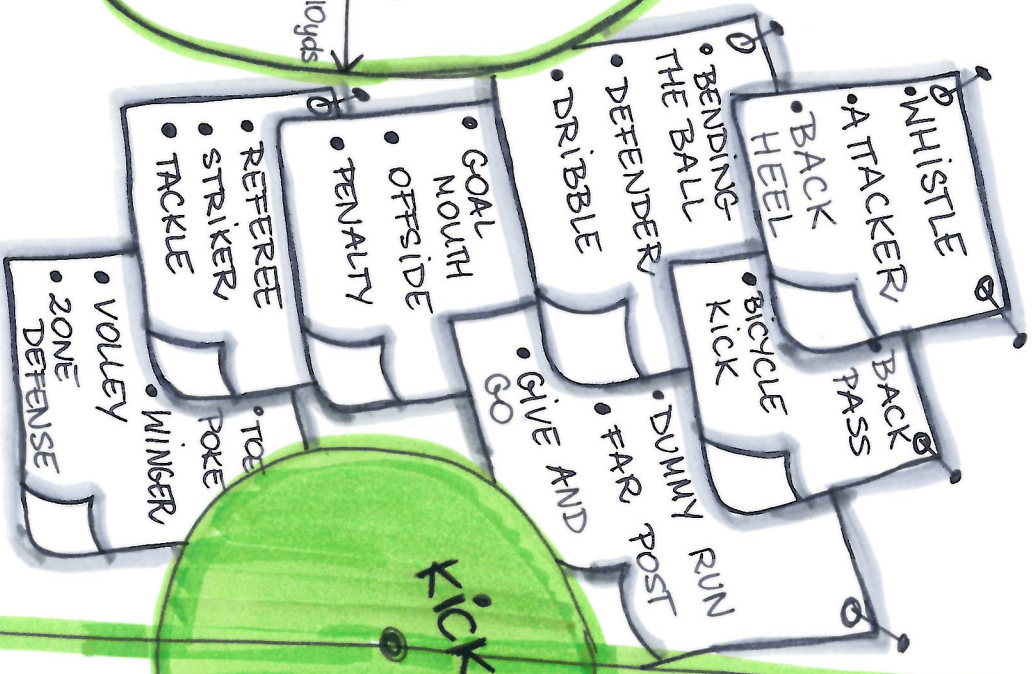 10yds
• WHISTLE
• ATTACKER
• BACK
HEEL
• BACK
PASS
• BICYCLE
KICK
• BENDING
THE BALL
• DEFENDER
• DRIBBLE
• DUMMY RUN
• FAR POST
• GIVE AND
GO
• GOAL
MOUTH
• OFFSIDE
• PENALTY
• REFEREE
• STRIKER
• TACKLE
• TOE
POKE
• WINGER
• VOLLEY
• ZONE
DEFENSE
KICK